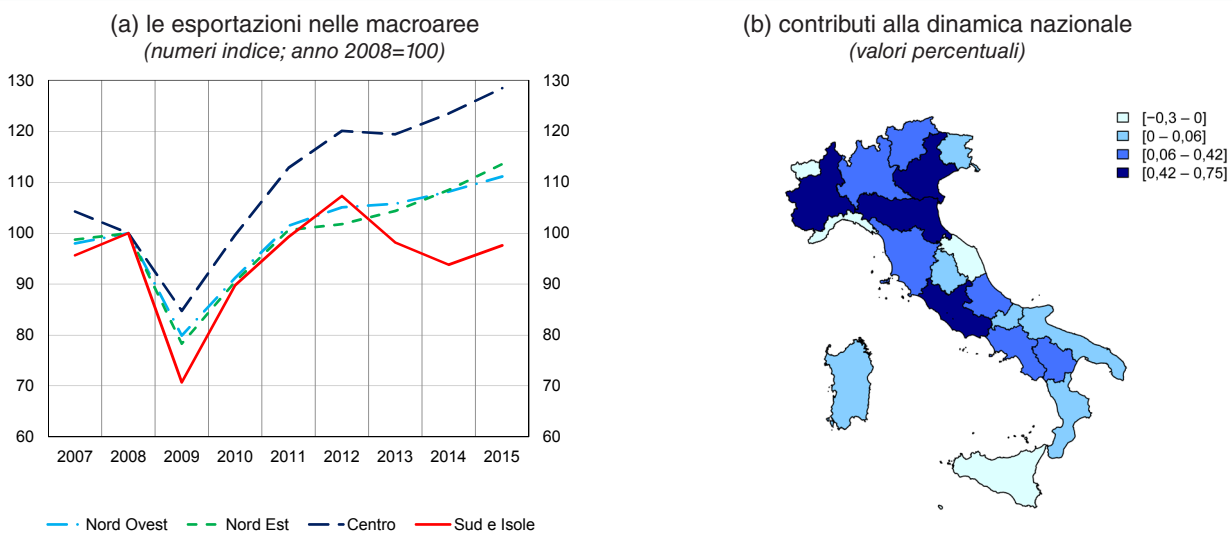 (a) le esportazioni nelle macroaree
(numeri indice; anno 2008=100)
130 130
120 120
110 110
100 100
90 90
80 80
70 70
60 60
2007 2008 2009 2010 2011 2012 2013 2014 2015
Nord Ovest Nord Est Centro Sud e Isole
(b) contributi alla dinamica nazionale
(valori percentuali)
[−0,3 – 0]
[0 – 0,06]
[0,06 – 0,42]
[0,42 – 0,75]